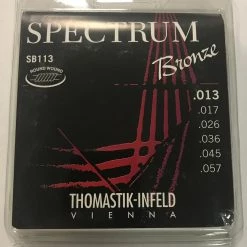 SPECTRUM
Bronze
SB113
ROUND WOUND
.013
.017
.026
.036
.045
.057
THOMASTIK-INFELD
VIENNA